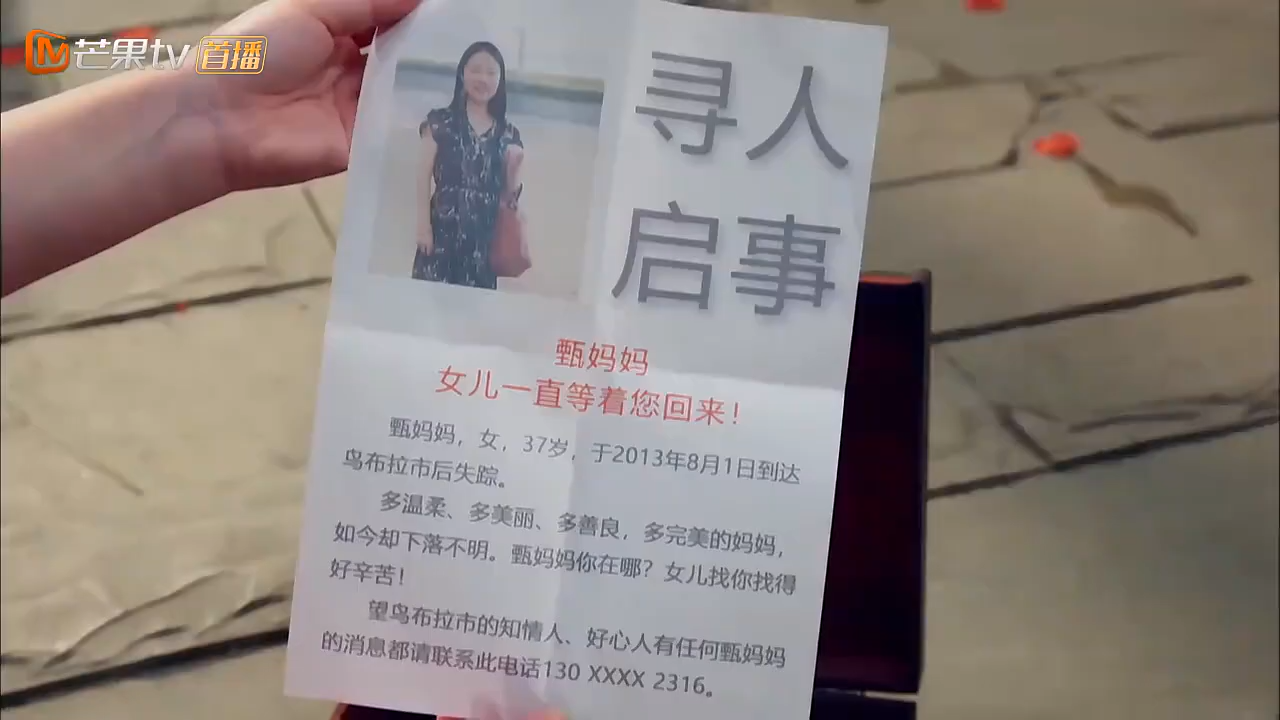 芒果tv 首播
寻人
启事
甄妈妈
女儿一直等着您回来！
甄妈妈，女，37岁，于2013年8月1日到达
鸟布拉市后失踪。
多温柔、多美丽、多善良，多完美的妈妈，
如今却下落不明。甄妈妈你在哪？女儿找你找得
好辛苦！
望鸟布拉市的知情人、好心人有任何甄妈妈
的消息都请联系此电话130 XXXX 2316。